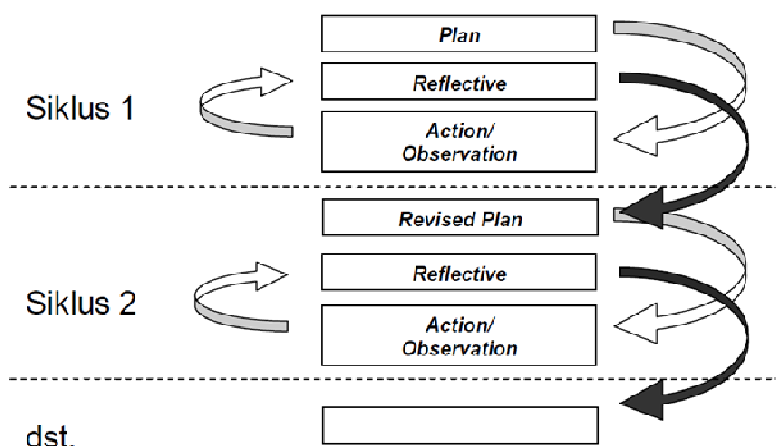 Plan
Siklus 1
Reflective
Action/
Observation
Revised Plan
Siklus 2
Reflective
Action/
Observation
dst.